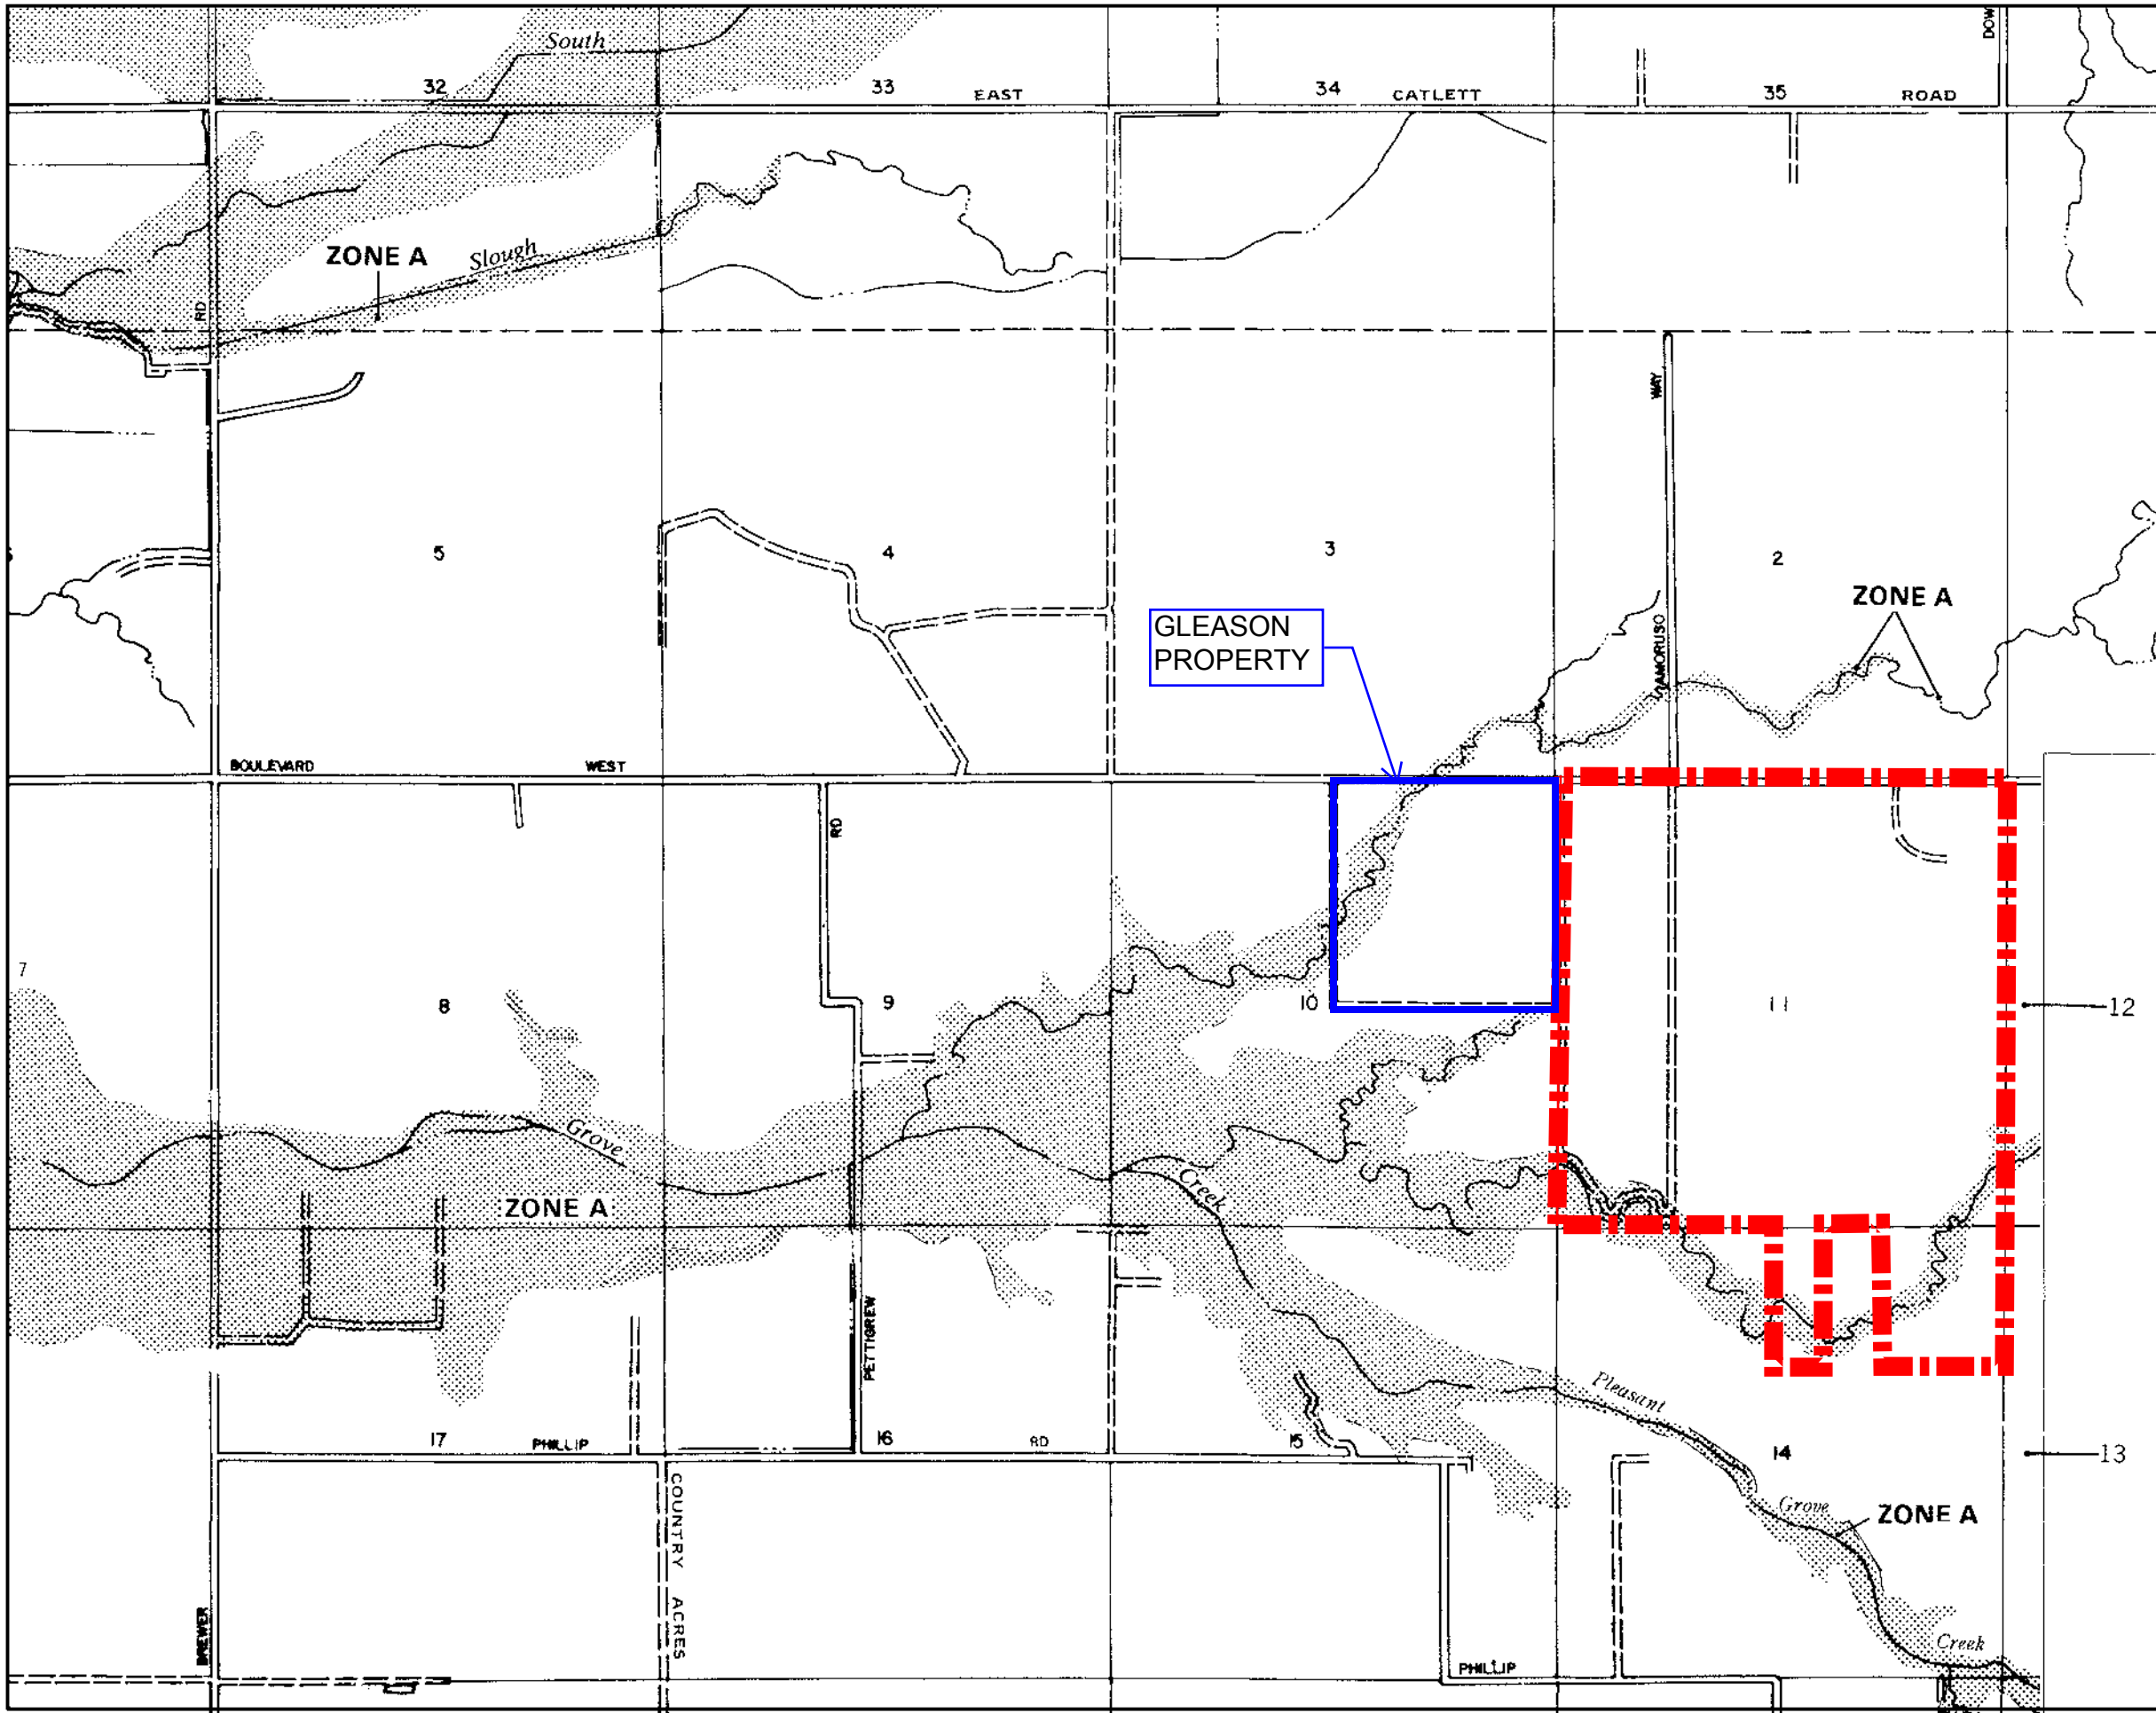 DOW
South
32
33
EAST
34
CATLETT
35
ROAD
ZONE A
Slough
RD
WAY
5
4
3
2
ZONE A
GLEASON
PROPERTY
AMORUSO
BOULEVARD
WEST
RD
7
8
9
10
11
12
Grove
ZONE A
Creek
PETTIGREW
Pleasant
17
PHILLIP
16
RD
15
14
13
COUNTRY ACRES
Grove
ZONE A
BREWER
PHILLIP
Creek